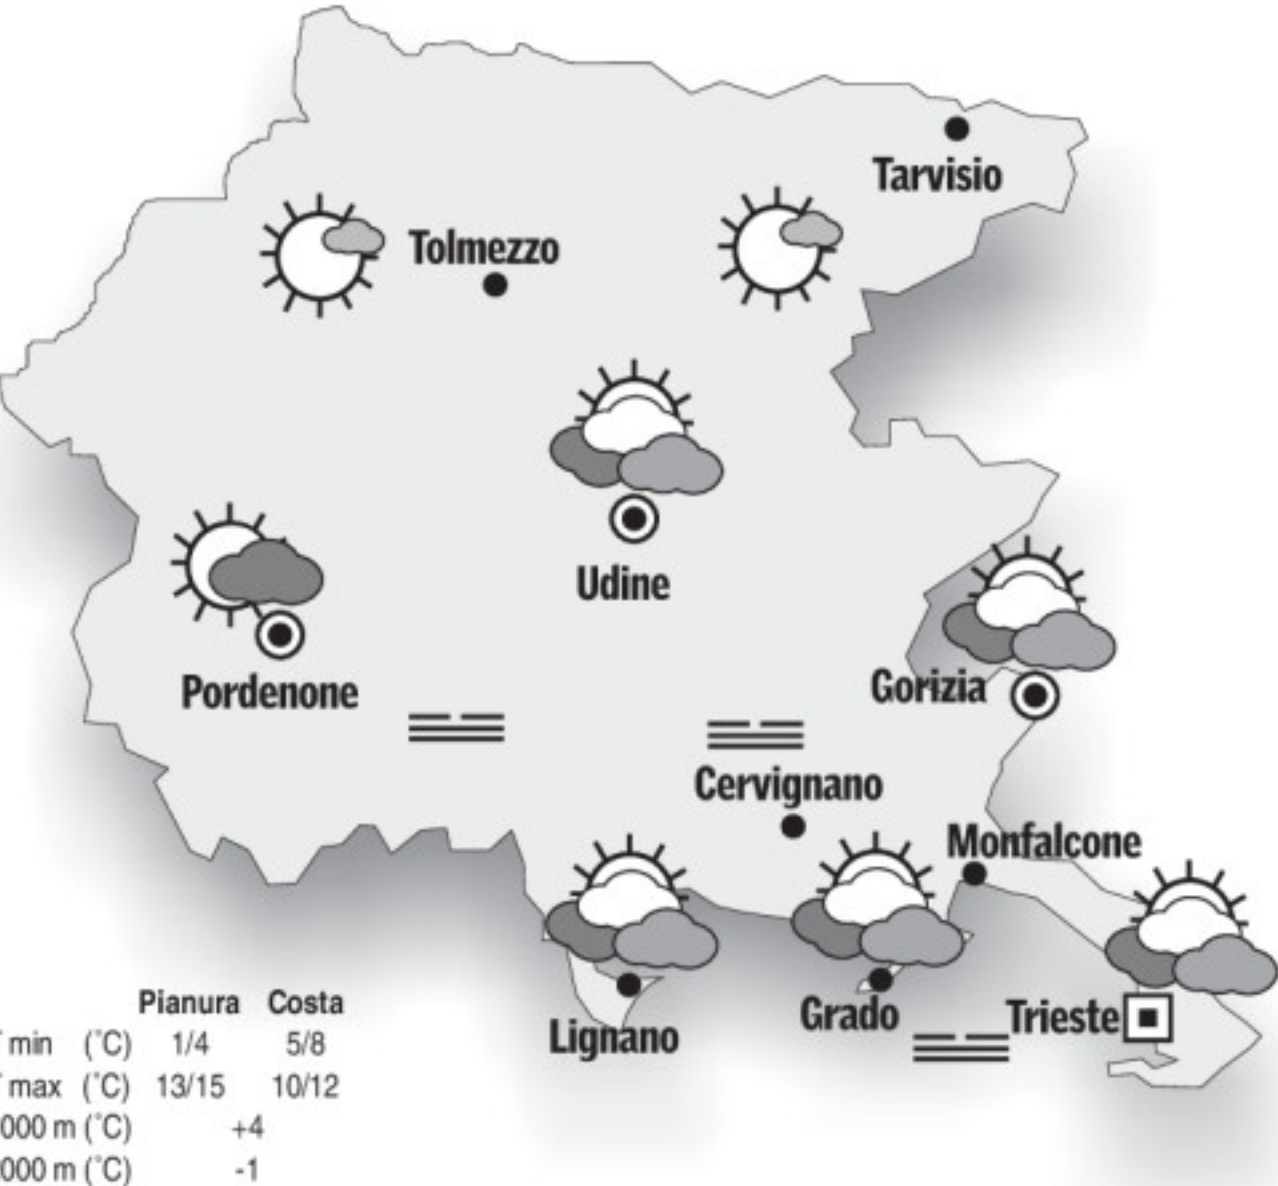 Tarvisio
Tolmezzo
Udine
Pordenone
Gorizia
Cervignano
Monfalcone
Lignano
Grado
Trieste
Pianura Costa
min (°C) 1/4 5/8
max (°C) 13/15 10/12
000 m (°C) +4
000 m (°C) -1